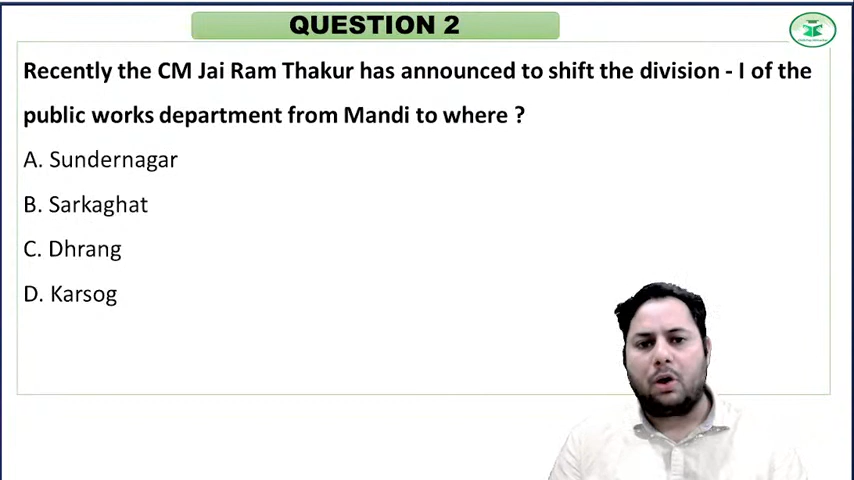 QUESTION 2
Recently the CM Jai Ram Thakur has announced to shift the division - I of the
public works department from Mandi to where ?
A. Sundernagar
B. Sarkaghat
C. Dhrang
D. Karsog